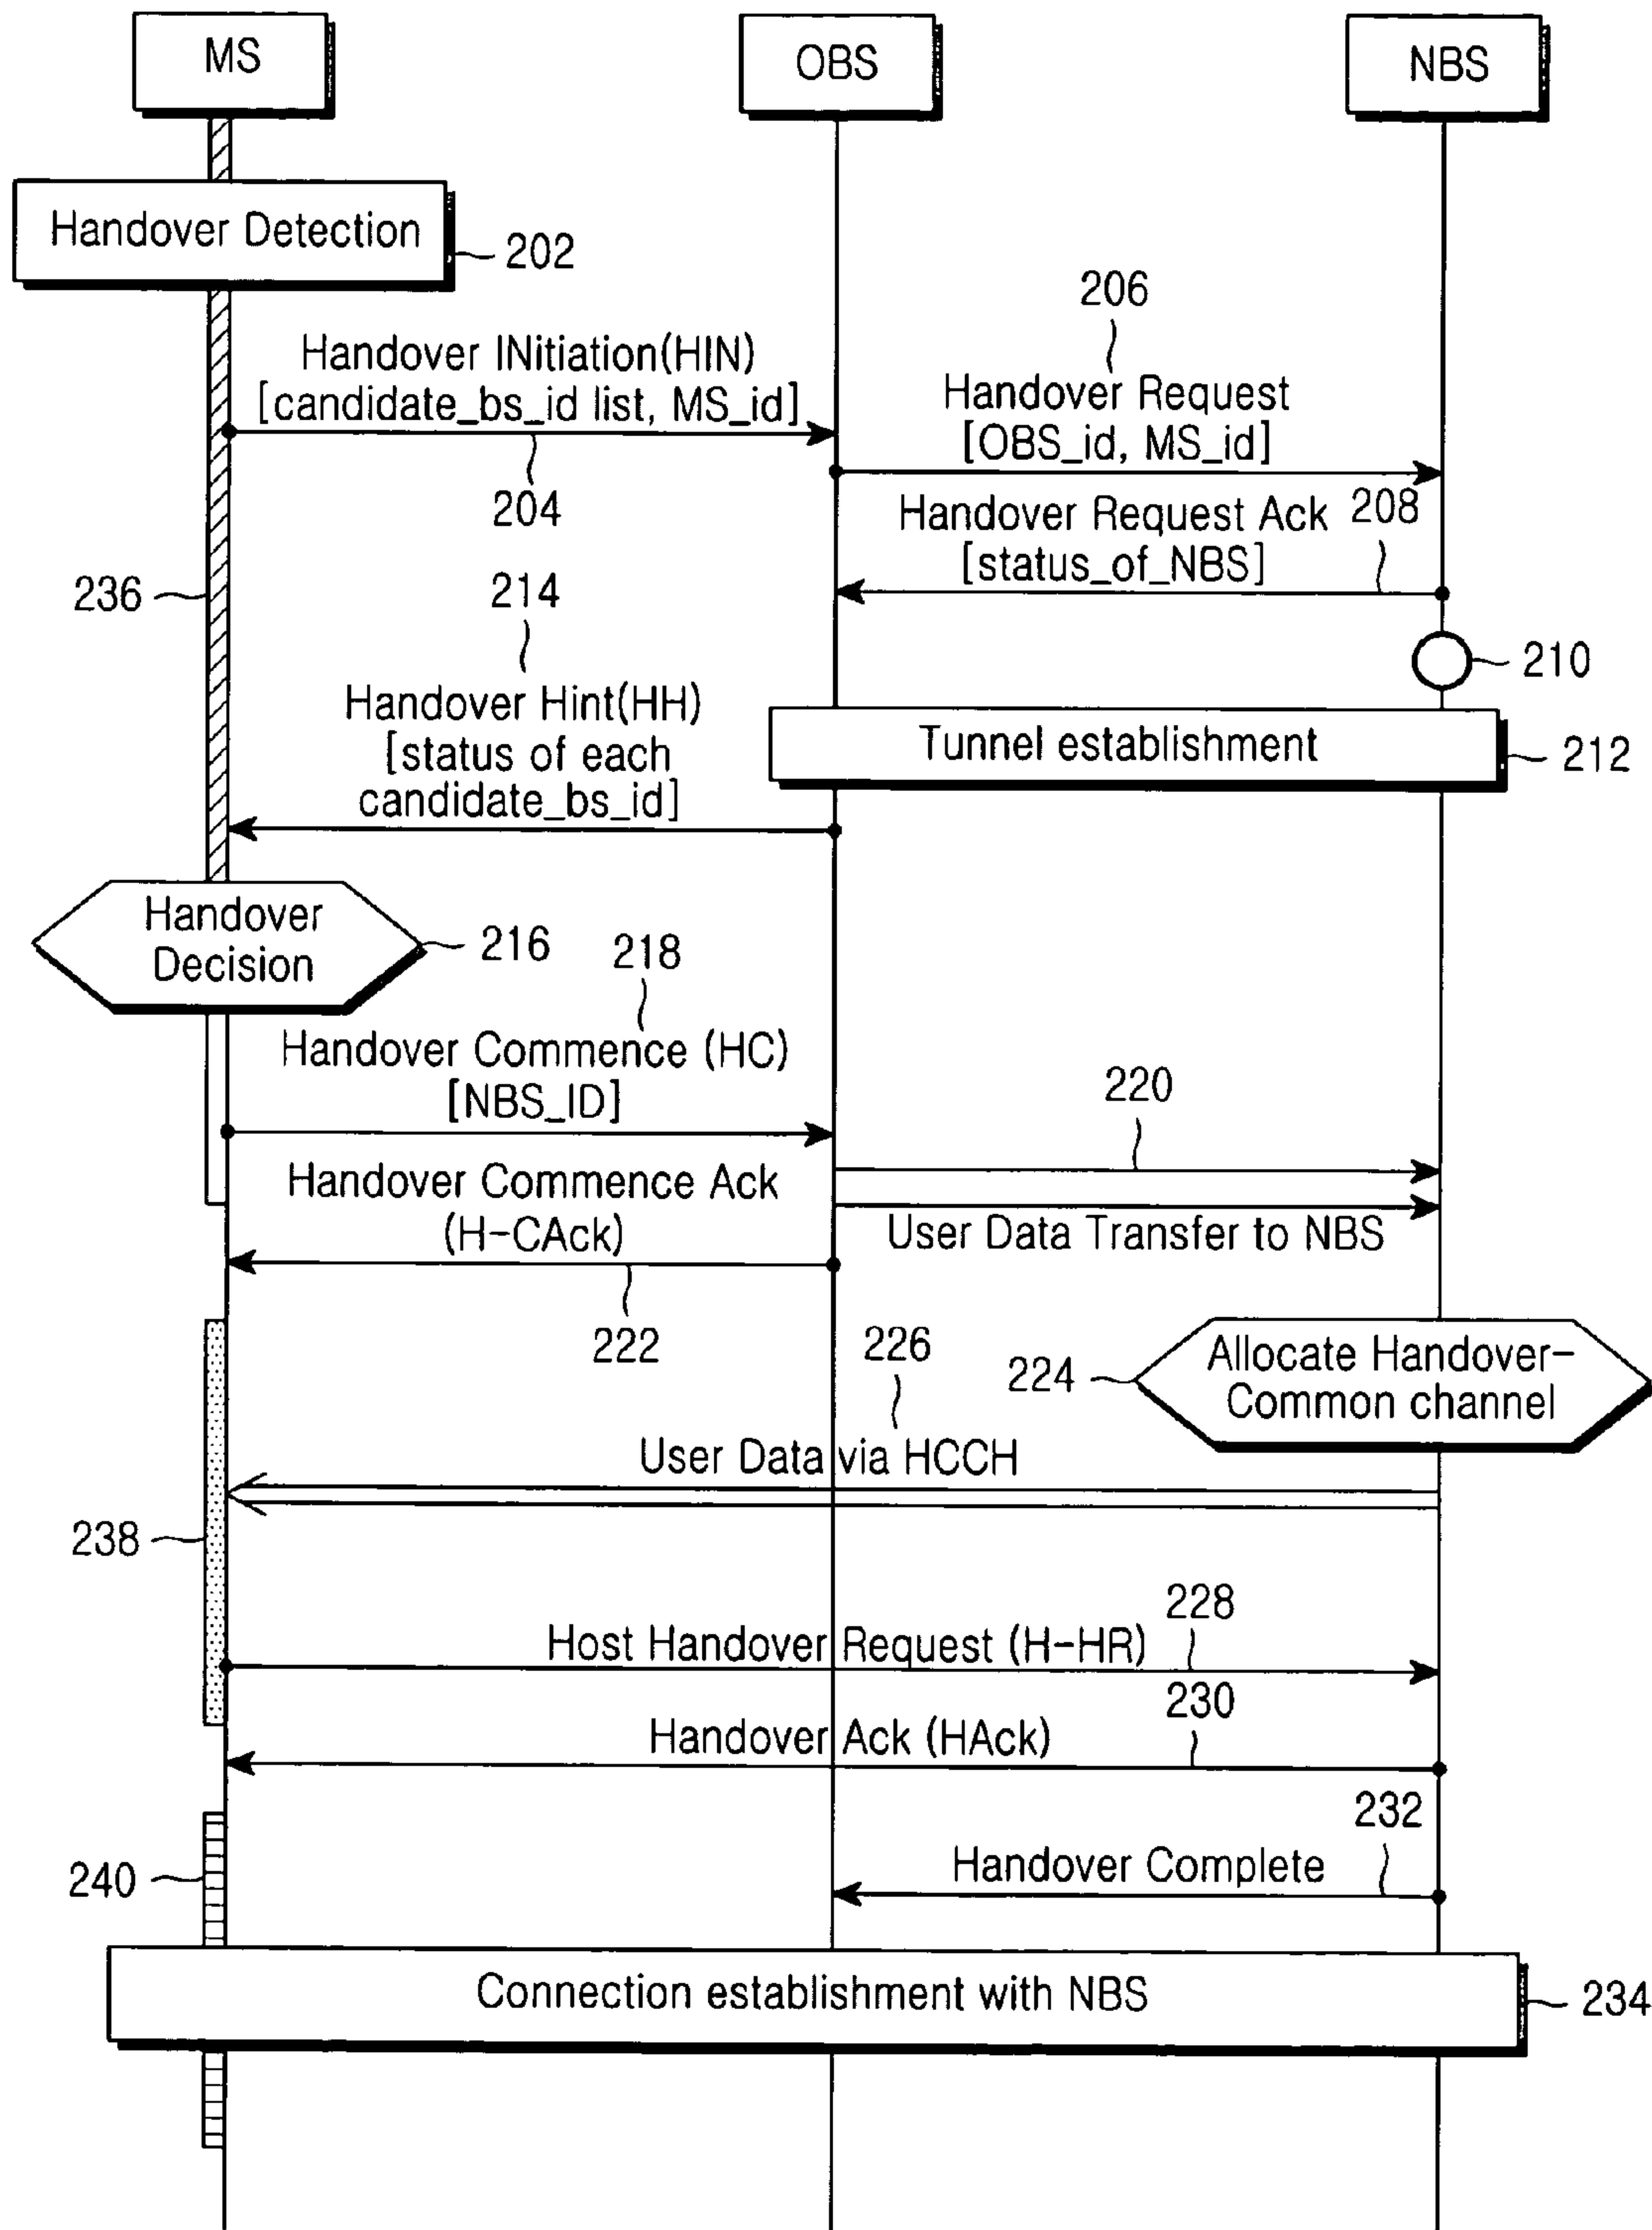 MS
OBS
NBS
Handover Detection
202
206
Handover INitiation(HIN)
[candidate_bs_id list, MS_id]
Handover Request
[OBS_id, MS_id]
204
Handover Request Ack
208
[status_of_NBS]
236
214
210
Handover Hint(HH)
[status of each
candidate_bs_id]
Tunnel establishment
212
Handover
Decision
216
218
Handover Commence (HC)
[NBS_ID]
220
Handover Commence Ack
(H-CAck)
User Data Transfer to NBS
222
226
224
Allocate Handover-
Common channel
User Data via HCCH
238
228
Host Handover Request (H-HR)
230
Handover Ack (HAck)
232
240
Handover Complete
Connection establishment with NBS
234